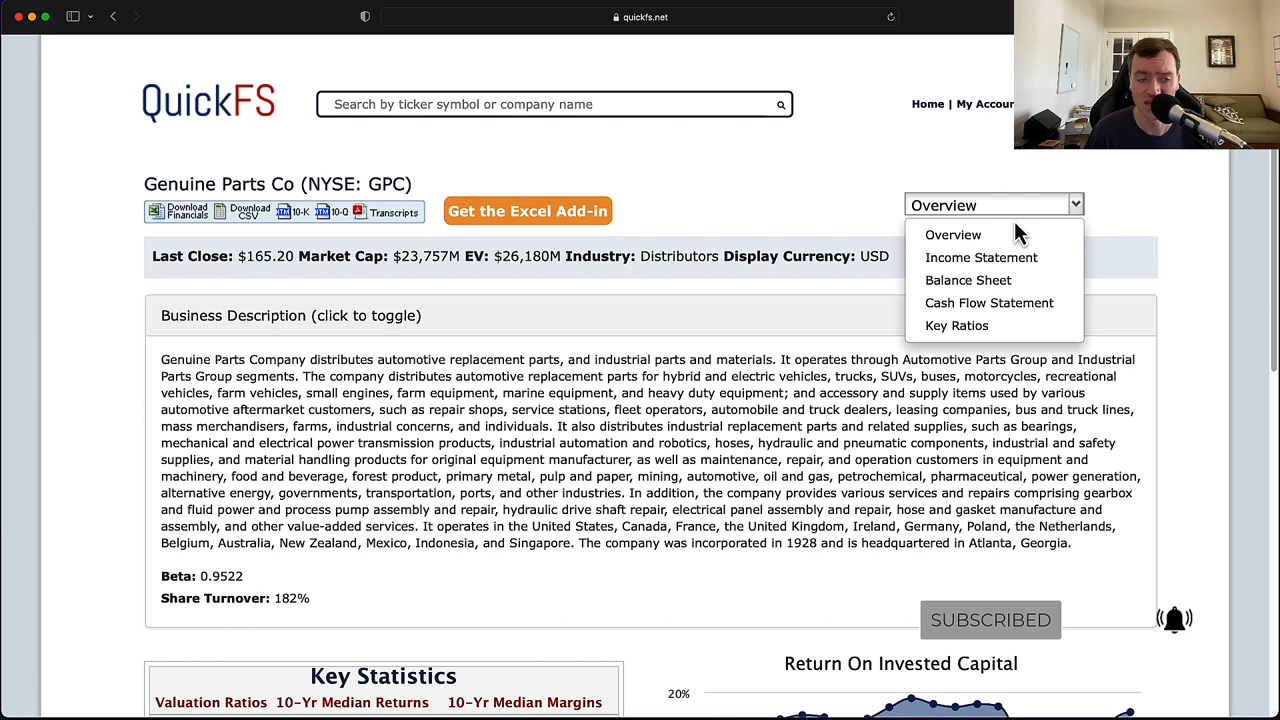 quickfs.net
QuickFS
Search by ticker symbol or company name
Home | My Accoun
Genuine Parts Co (NYSE: GPC)
Download Financials
Download CSV
10-K
10-Q
Transcripts
Get the Excel Add-in
Overview
Overview
Income Statement
Balance Sheet
Cash Flow Statement
Key Ratios
Last Close: $165.20 Market Cap: $23,757M EV: $26,180M Industry: Distributors Display Currency: USD
Business Description (click to toggle)
Genuine Parts Company distributes automotive replacement parts, and industrial parts and materials. It operates through Automotive Parts Group and Industrial
Parts Group segments. The company distributes automotive replacement parts for hybrid and electric vehicles, trucks, SUVs, buses, motorcycles, recreational
vehicles, farm vehicles, small engines, farm equipment, marine equipment, and heavy duty equipment; and accessory and supply items used by various
automotive aftermarket customers, such as repair shops, service stations, fleet operators, automobile and truck dealers, leasing companies, bus and truck lines,
mass merchandisers, farms, industrial concerns, and individuals. It also distributes industrial replacement parts and related supplies, such as bearings,
mechanical and electrical power transmission products, industrial automation and robotics, hoses, hydraulic and pneumatic components, industrial and safety
supplies, and material handling products for original equipment manufacturer, as well as maintenance, repair, and operation customers in equipment and
machinery, food and beverage, forest product, primary metal, pulp and paper, mining, automotive, oil and gas, petrochemical, pharmaceutical, power generation,
alternative energy, governments, transportation, ports, and other industries. In addition, the company provides various services and repairs comprising gearbox
and fluid power and process pump assembly and repair, hydraulic drive shaft repair, electrical panel assembly and repair, hose and gasket manufacture and
assembly, and other value-added services. It operates in the United States, Canada, France, the United Kingdom, Ireland, Germany, Poland, the Netherlands,
Belgium, Australia, New Zealand, Mexico, Indonesia, and Singapore. The company was incorporated in 1928 and is headquartered in Atlanta, Georgia.
Beta: 0.9522
Share Turnover: 182%
SUBSCRIBED
Key Statistics
Valuation Ratios 10-Yr Median Returns 10-Yr Median Margins
Return On Invested Capital
20%